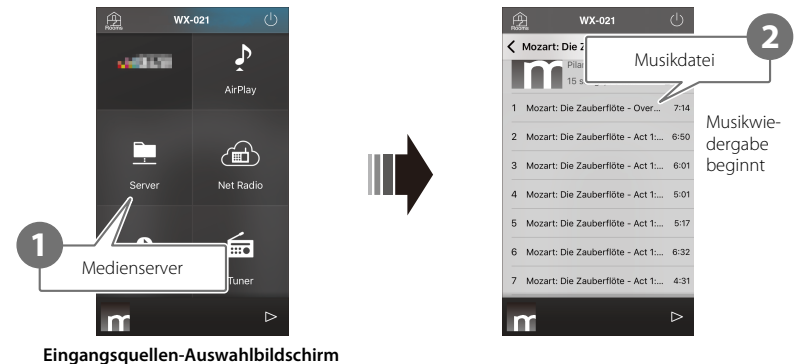 Rooms
WX-021
AirPlay
Server
Net Radio
Tuner
1
Medienserver
m
Eingangsquellen-Auswahlbildschirm
Rooms
WX-021
Mozart: Die Z
2
Musikdatei
m
15 s
1 Mozart: Die Zauberflöte - Over... 7:14
2 Mozart: Die Zauberflöte - Act 1:... 6:50
3 Mozart: Die Zauberflöte - Act 1:... 6:01
4 Mozart: Die Zauberflöte - Act 1:... 5:01
5 Mozart: Die Zauberflöte - Act 1:... 5:17
6 Mozart: Die Zauberflöte - Act 1:... 6:32
7 Mozart: Die Zauberflöte - Act 1:... 4:31
m
Musikwie-
dergabe
beginnt